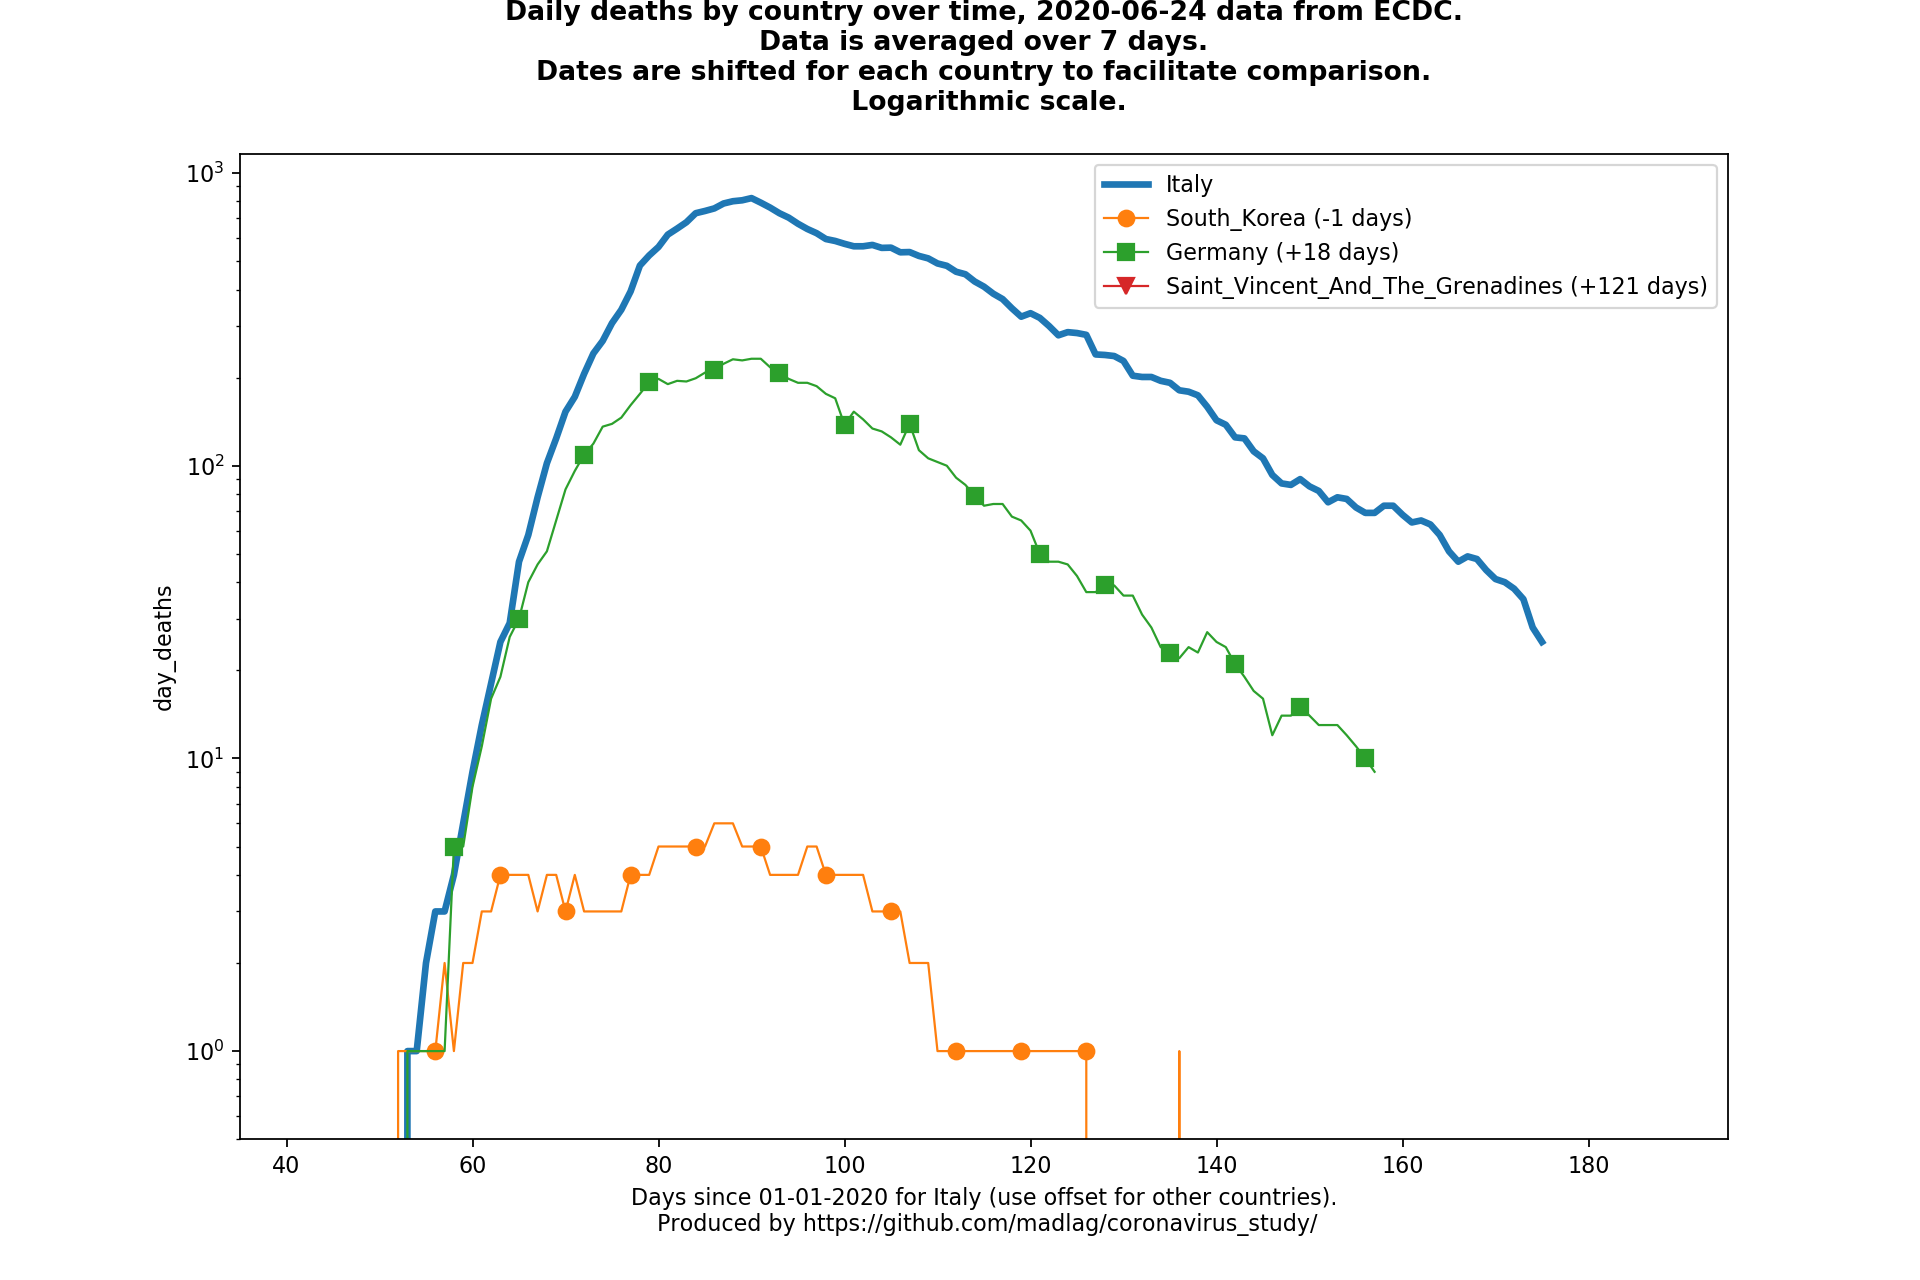 Daily deaths by country over time, 2020-06-24 data from ECDC.
Data is averaged over 7 days.
Dates are shifted for each country to facilitate comparison.
Logarithmic scale.
10³
10²
10¹
10⁰
day_deaths
Italy
South_Korea (-1 days)
Germany (+18 days)
Saint_Vincent_And_The_Grenadines (+121 days)
40 60 80 100 120 140 160 180
Days since 01-01-2020 for Italy (use offset for other countries).
Produced by https://github.com/madlag/coronavirus_study/